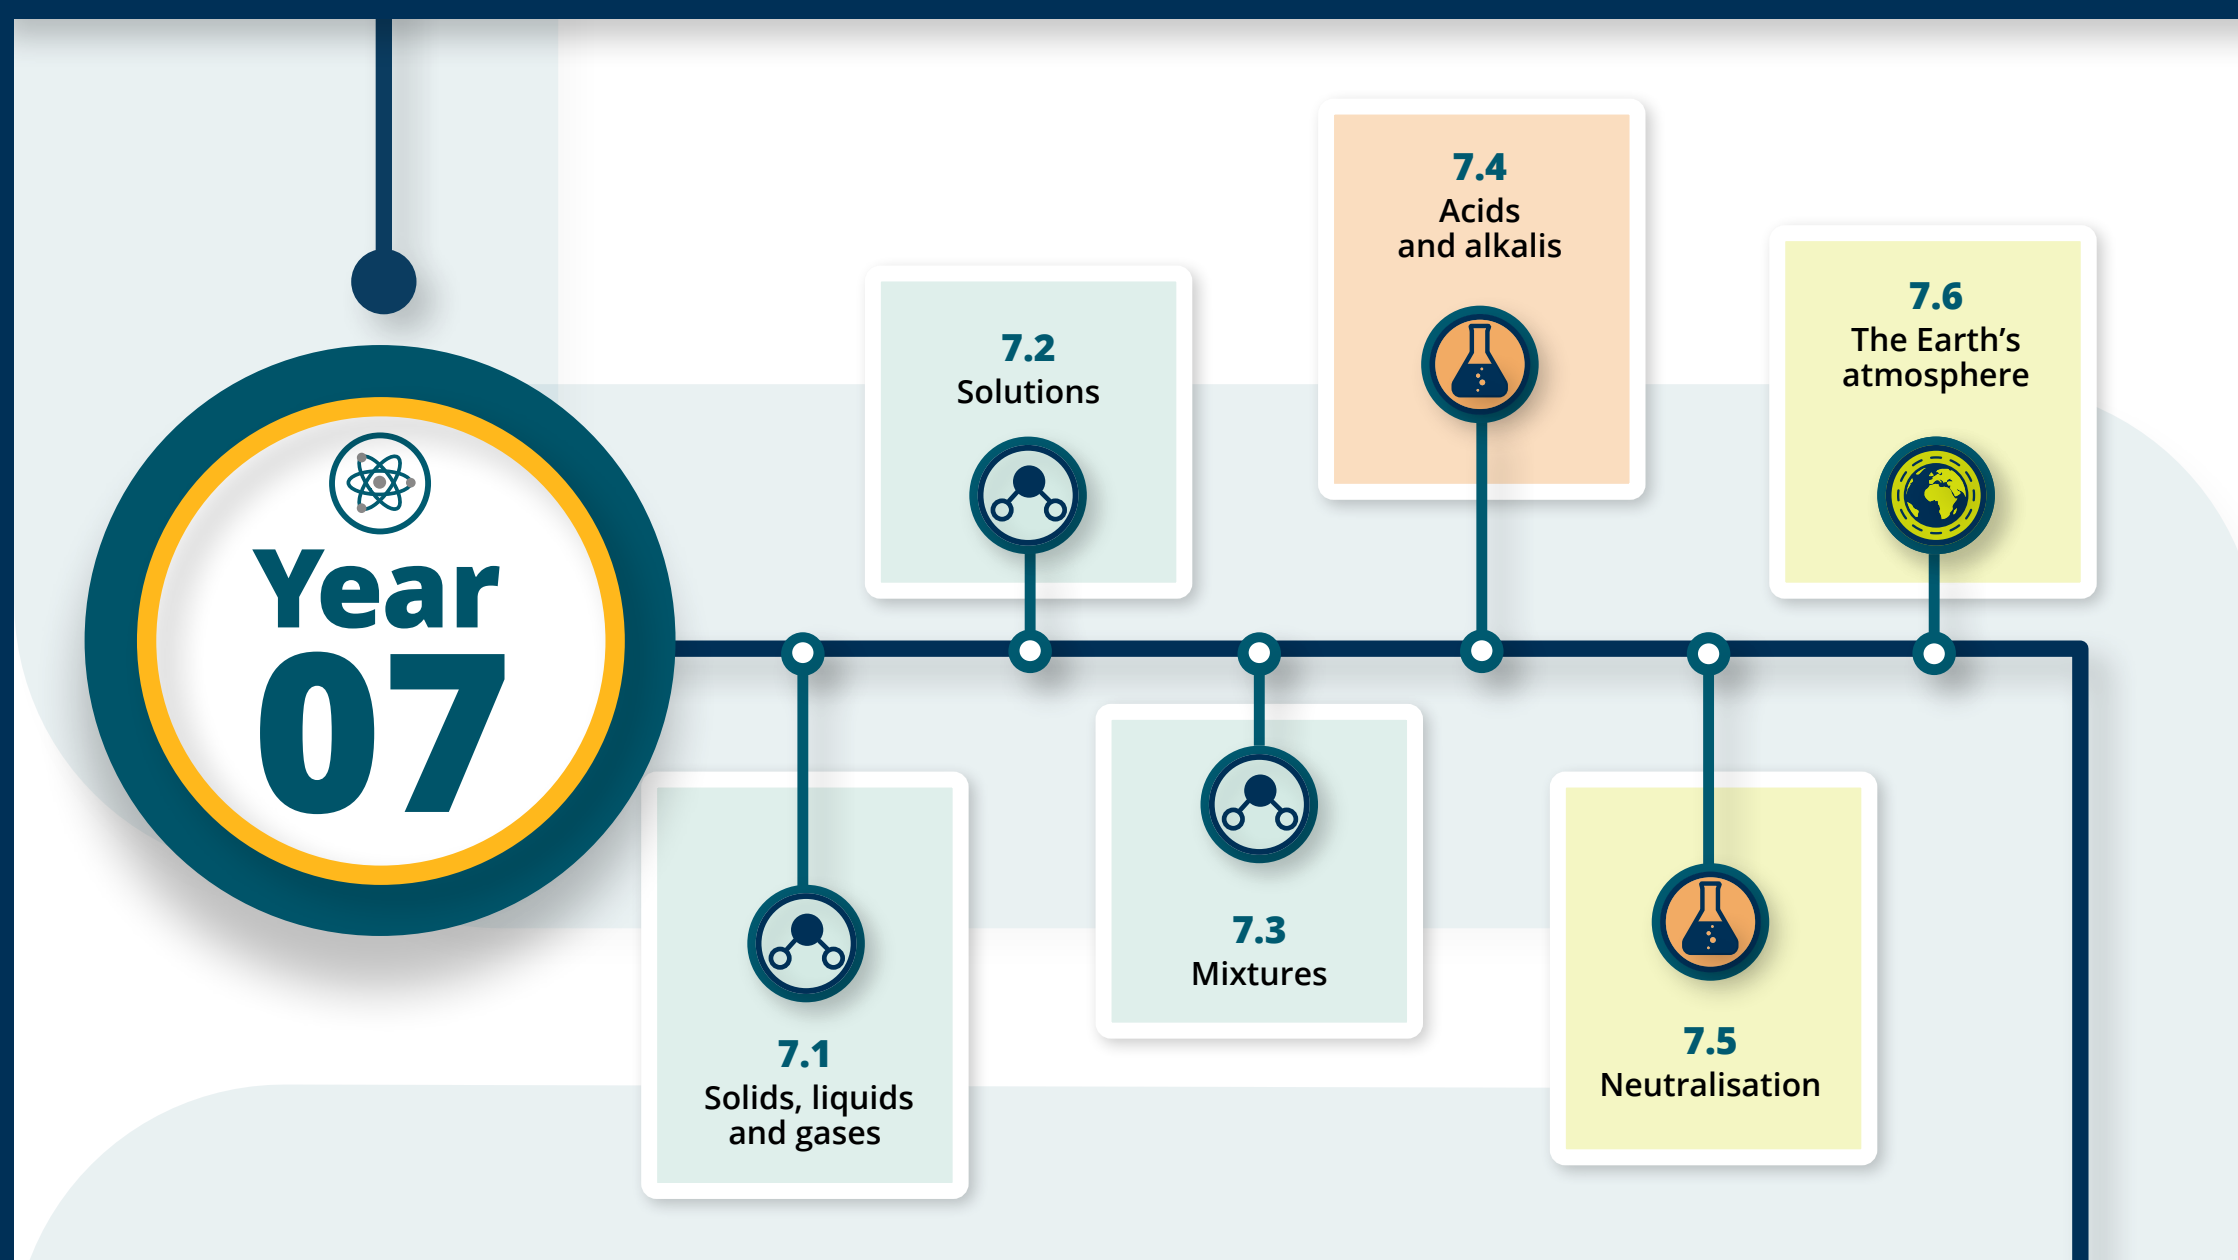 Year
07
7.1
Solids, liquids
and gases
7.2
Solutions
7.3
Mixtures
7.4
Acids
and alkalis
7.5
Neutralisation
7.6
The Earth’s
atmosphere